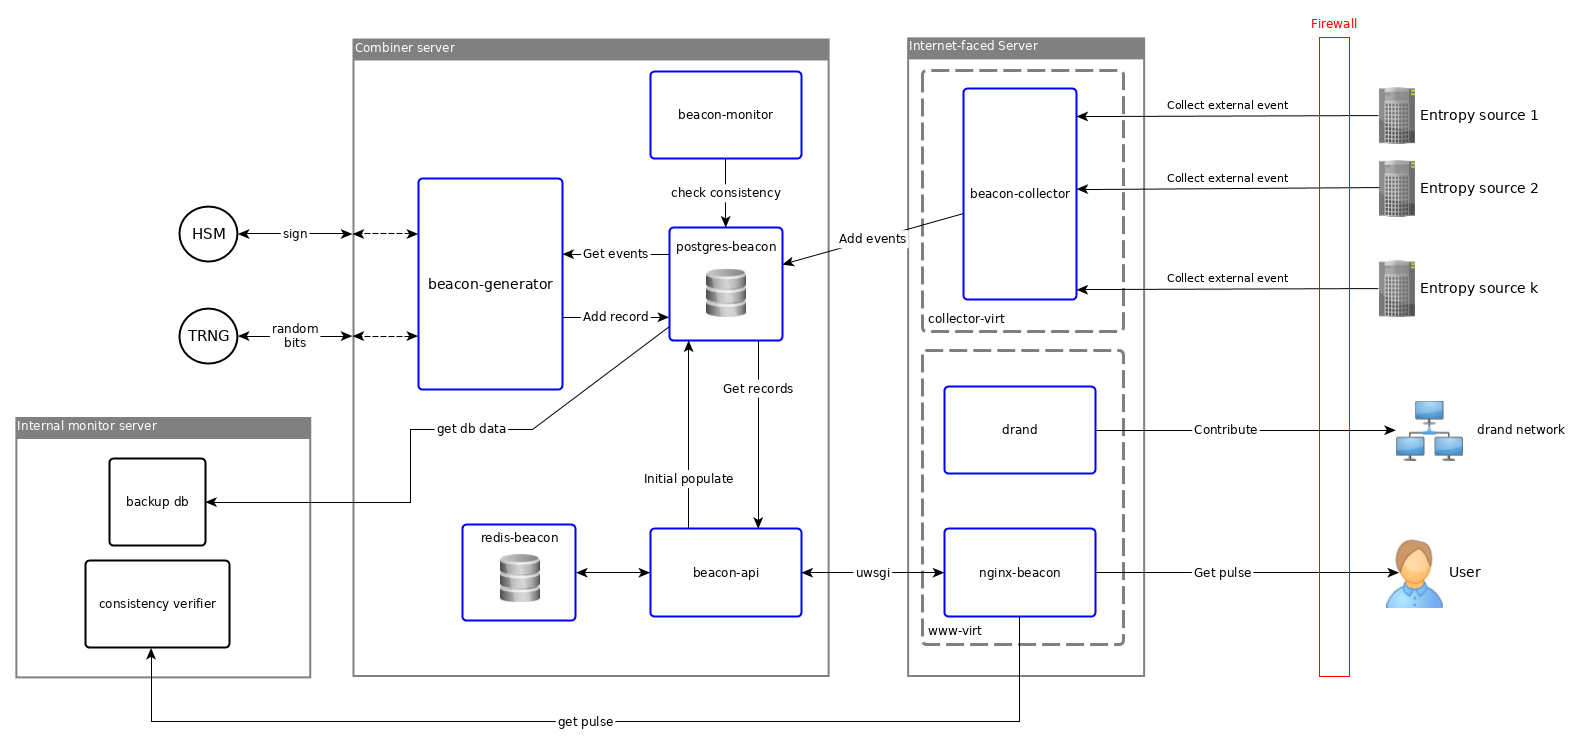 Firewall
Combiner server
Internet-faced Server
beacon-monitor
Collect external event
Entropy source 1
check consistency
beacon-collector
Collect external event
Entropy source 2
HSM
sign
postgres-beacon
Add events
Get events
beacon-generator
Collect external event
Entropy source k
Add record
collector-virt
TRNG
random
bits
Get records
Internal monitor server
get db data
drand
Contribute
drand network
Initial populate
backup db
redis-beacon
beacon-api
uwsgi
nginx-beacon
Get pulse
User
consistency verifier
www-virt
get pulse